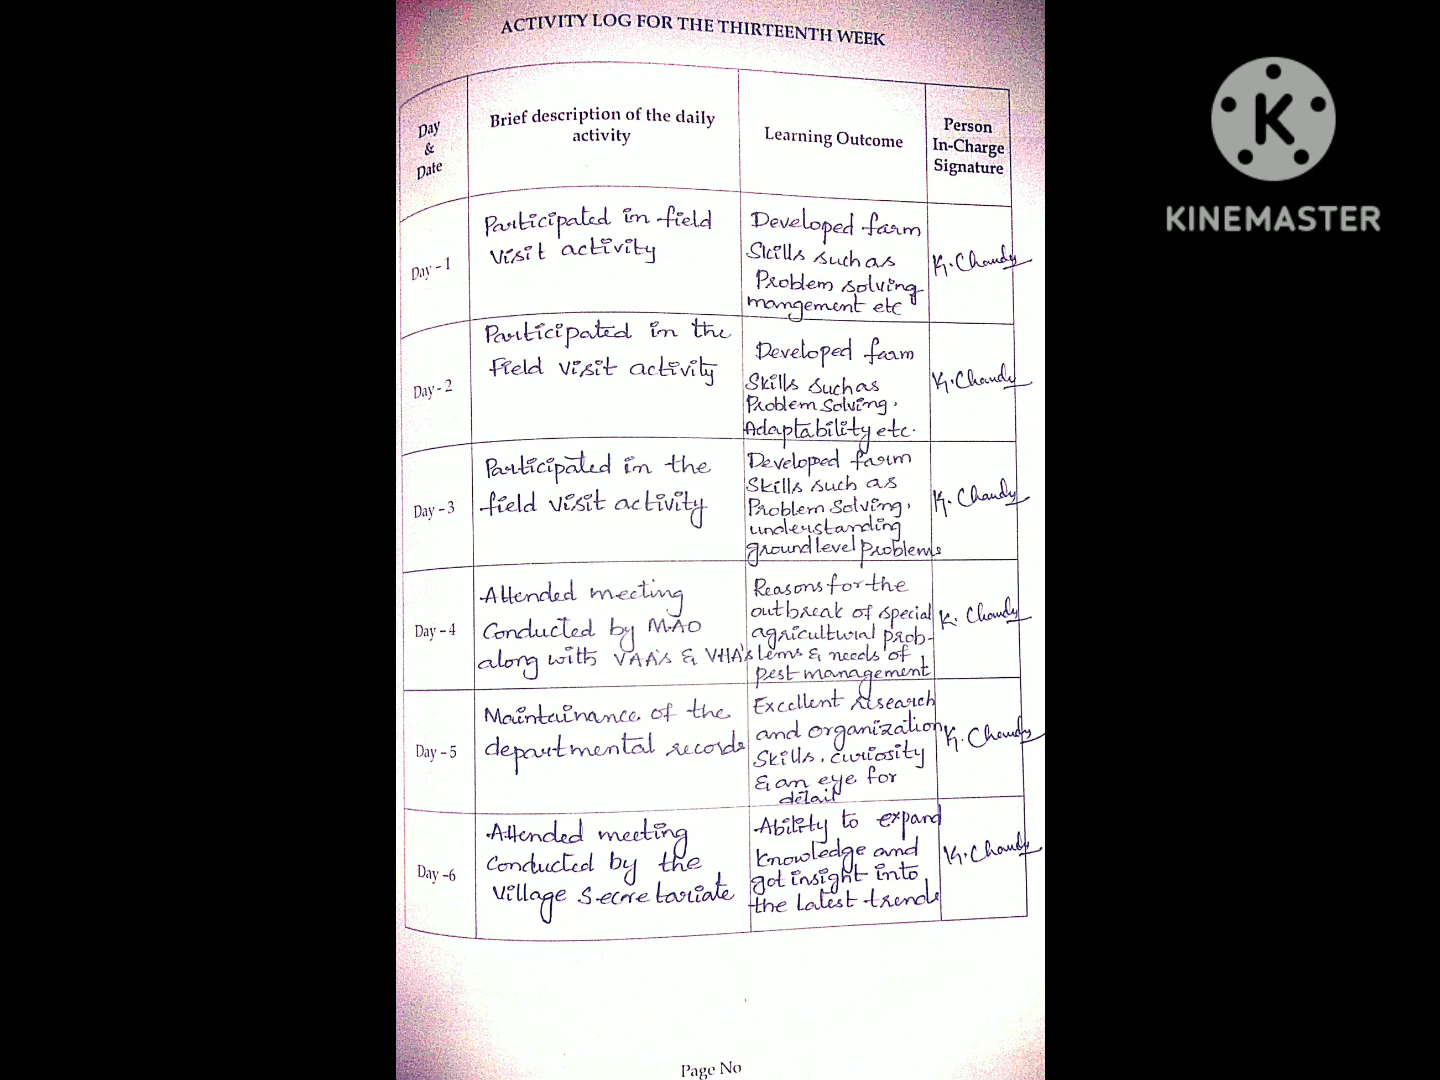 ACTIVITY LOG FOR THE THIRTEENTH WEEK
Day
&
Date
Brief description of the daily
activity
Learning Outcome
Person
In-Charge
Signature
Day - 1
Participated in field
visit activity
Developed farm
Skills such as
Problem solving
mangement etc
K. Chandy
Day - 2
Participated in the
field visit activity
Developed farm
Skills such as
Problem Solving,
Adaptability etc.
K. Chandy
Day - 3
Participated in the
field visit activity
Developed farm
Skills such as
Problem Solving,
understanding
ground level Problems
K. Chandy
Day - 4
Attended meeting
Conducted by MAO
along with VAA's & VHA's
Reasons for the
outbreak of special
agricultural prob-
lems & needs of
pest management
K. Chandy
Day - 5
Maintainance of the
departmental records
Excellent research
and organization
Skills, curiosity
& an eye for
detail
K. Chandy
Day -6
Attended meeting
Conducted by the
Village Secretariate
Ability to expand
Knowledge and
got insight into
the latest trends
K. Chandy
Page No
KINEMASTER